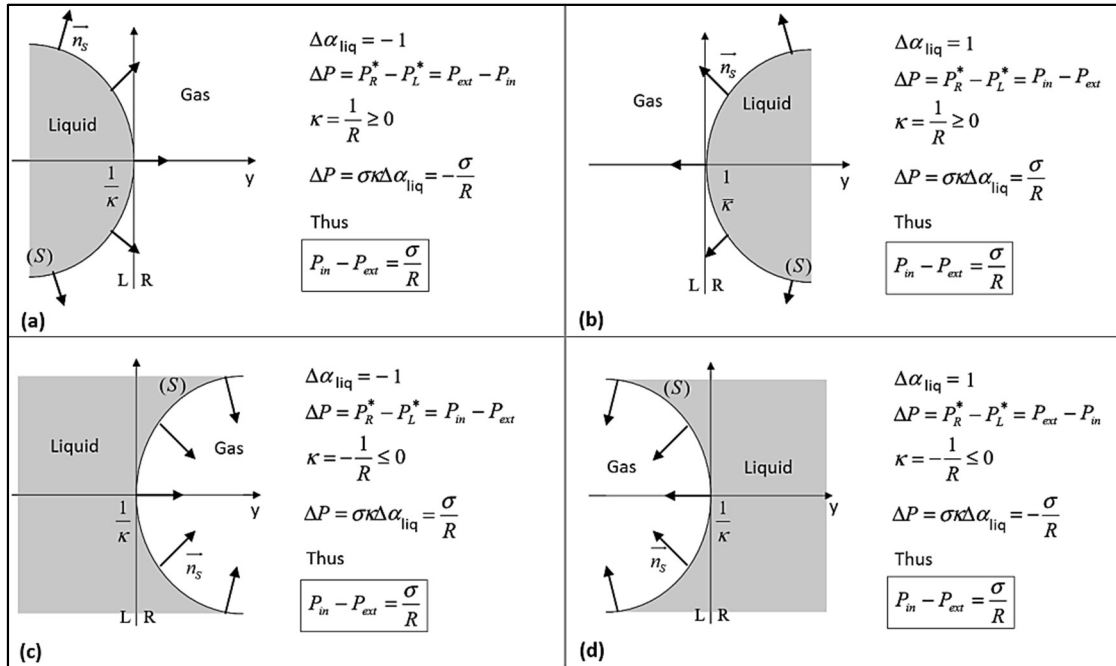 n_S
Liquid
Gas
1/κ
y
(S)
L R
(a)
Δα_liq = − 1
ΔP = P_R^* − P_L^* = P_ext − P_in
κ = 1/R ≥ 0
ΔP = σκΔα_liq = − σ/R
Thus
P_in − P_ext = σ/R
n_S
Gas
Liquid
1/κ
y
(S)
L R
(b)
Δα_liq = 1
ΔP = P_R^* − P_L^* = P_in − P_ext
κ = 1/R ≥ 0
ΔP = σκΔα_liq = σ/R
Thus
P_in − P_ext = σ/R
(S)
Liquid
Gas
1/κ
y
n_S
L R
(c)
Δα_liq = − 1
ΔP = P_R^* − P_L^* = P_in − P_ext
κ = − 1/R ≤ 0
ΔP = σκΔα_liq = σ/R
Thus
P_in − P_ext = σ/R
(S)
Gas
Liquid
1/κ
y
n_S
L R
(d)
Δα_liq = 1
ΔP = P_R^* − P_L^* = P_ext − P_in
κ = − 1/R ≤ 0
ΔP = σκΔα_liq = − σ/R
Thus
P_in − P_ext = σ/R